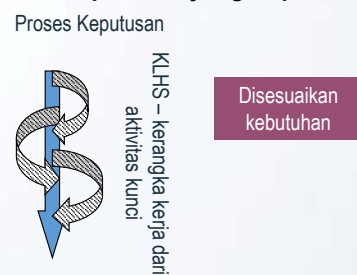 Proses Keputusan
KLHS – kerangka kerja dari
aktivitas kunci
Disesuaikan
kebutuhan